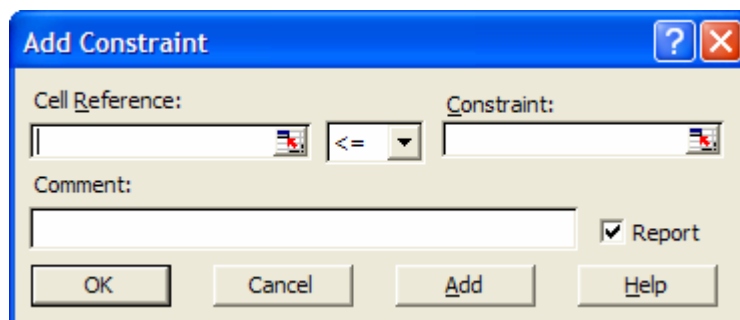 Add Constraint ?
Cell Reference: Constraint:
<=
Comment:
Report
OK Cancel Add Help